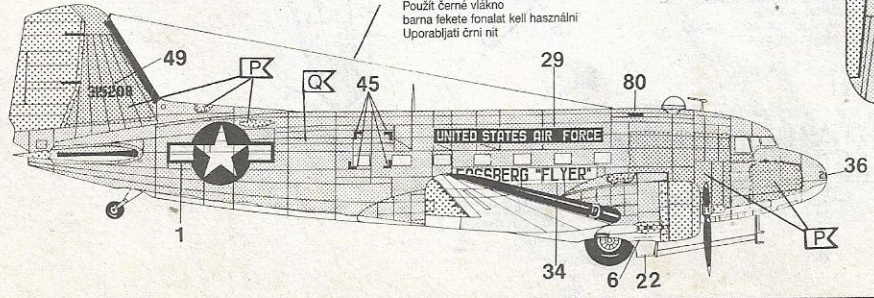 Použít černé vlákno
barna fekete fonalat kell használni
Uporabljati črni nit
49
P
Q
45
29
80
315209
UNITED STATES AIR FORCE
"FLYER"
36
D
P
1
34
6
22